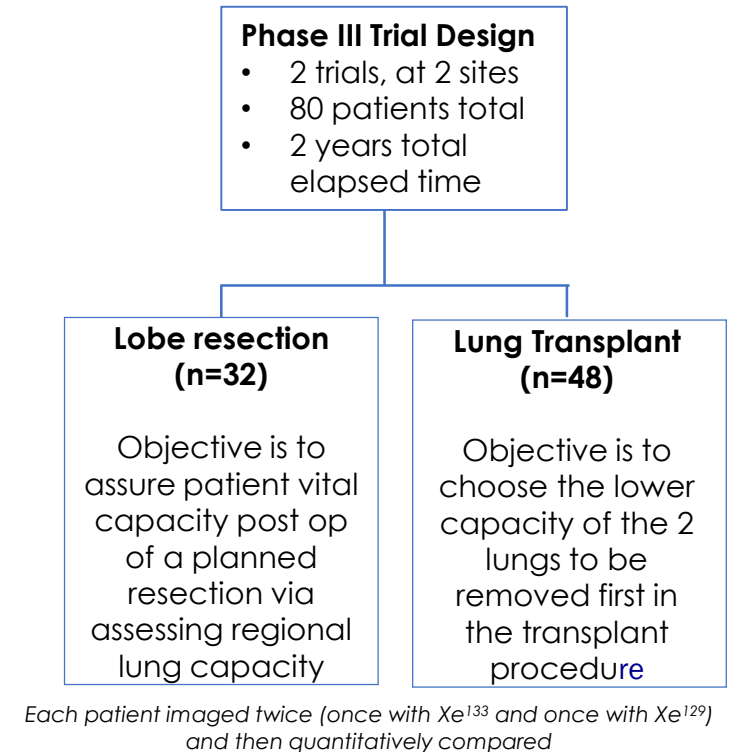 Phase III Trial Design
• 2 trials, at 2 sites
• 80 patients total
• 2 years total
elapsed time
Lobe resection
(n=32)
Objective is to
assure patient vital
capacity post op
of a planned
resection via
assessing regional
lung capacity
Lung Transplant
(n=48)
Objective is to
choose the lower
capacity of the 2
lungs to be
removed first in
the transplant
procedure
Each patient imaged twice (once with Xe¹³³ and once with Xe¹²⁹)
and then quantitatively compared